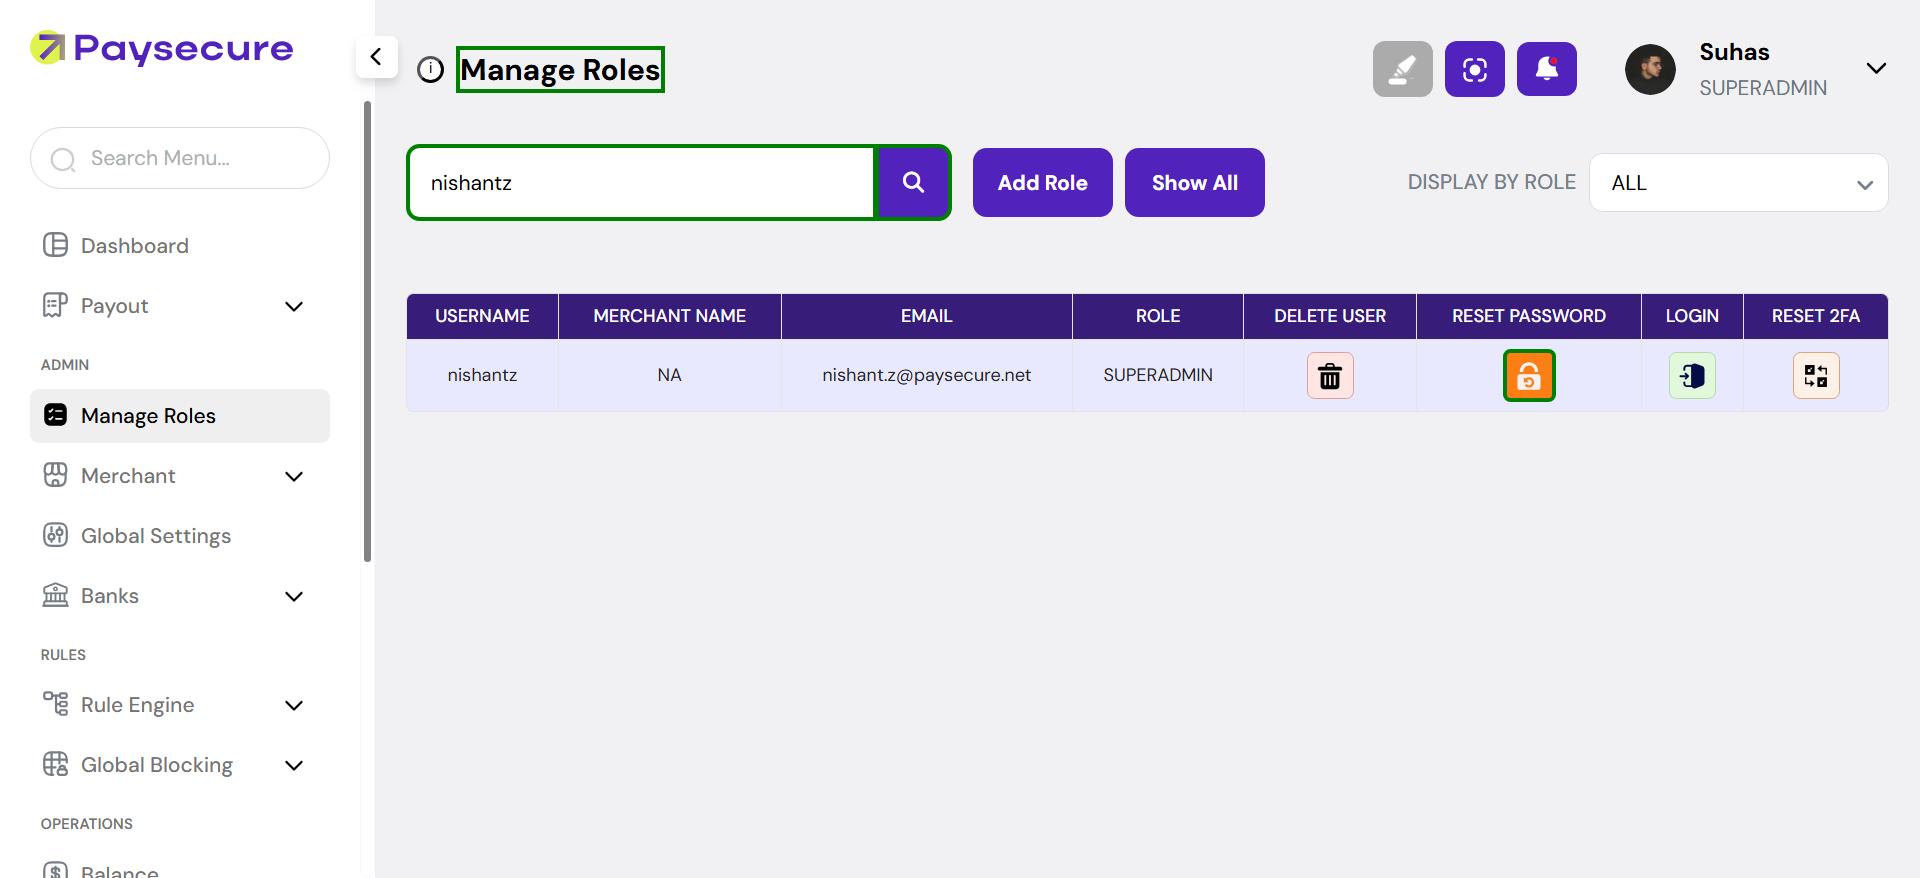 Paysecure
Search Menu...
Dashboard
Payout
ADMIN
Manage Roles
Merchant
Global Settings
Banks
RULES
Rule Engine
Global Blocking
OPERATIONS
Balance
Manage Roles
Suhas
SUPERADMIN
nishantz
Add Role
Show All
DISPLAY BY ROLE
ALL
USERNAME MERCHANT NAME EMAIL ROLE DELETE USER RESET PASSWORD LOGIN RESET 2FA
nishantz NA nishant.z@paysecure.net SUPERADMIN